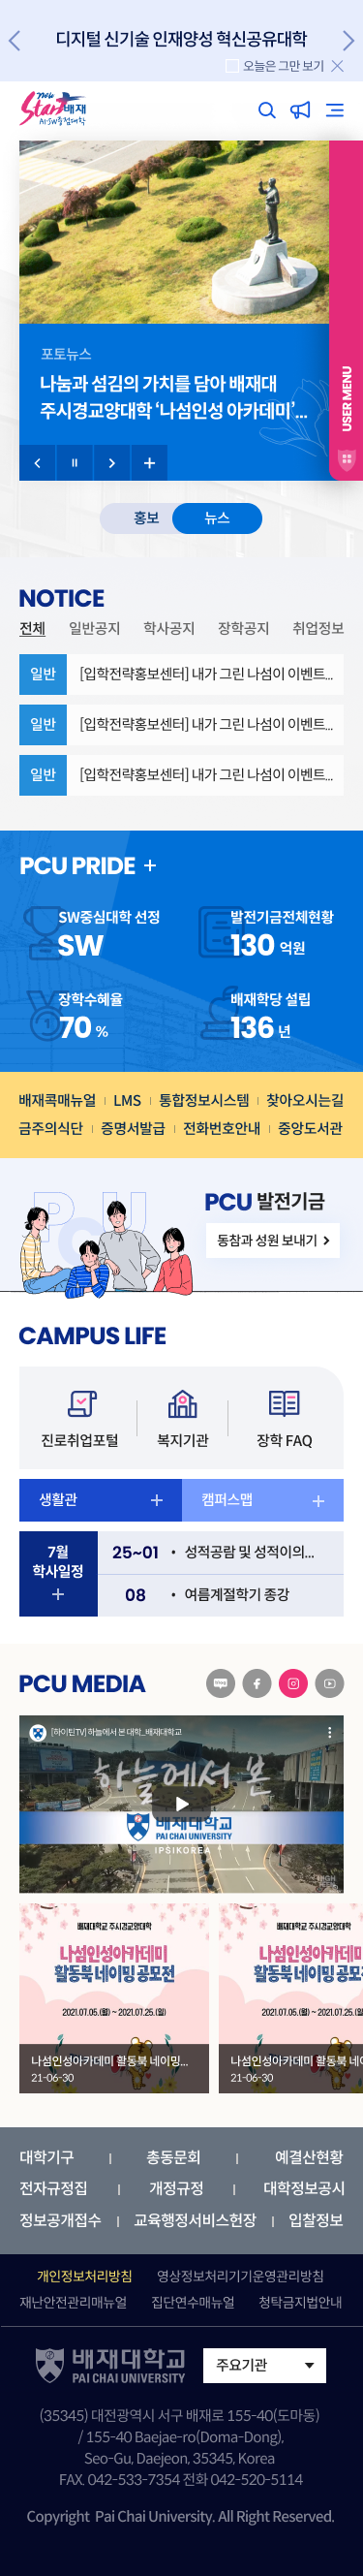 디지털 신기술 인재양성 혁신공유대학
오늘은 그만 보기
new
Start 배재
AI·SW중점대학
포토뉴스
나눔과 섬김의 가치를 담아 배재대
주시경교양대학 ‘나섬인성 아카데미’...
USER MENU
홍보 뉴스
NOTICE
전체 일반공지 학사공지 장학공지 취업정보
일반 [입학전략홍보센터] 내가 그린 나섬이 이벤트...
일반 [입학전략홍보센터] 내가 그린 나섬이 이벤트...
일반 [입학전략홍보센터] 내가 그린 나섬이 이벤트...
PCU PRIDE +
SW중심대학 선정 발전기금전체현황
SW 130 억원
장학수혜율 배재학당 설립
70 % 136 년
배재콕매뉴얼 LMS 통합정보시스템 찾아오시는길
금주의식단 증명서발급 전화번호안내 중앙도서관
PCU
PCU 발전기금
동참과 성원 보내기
CAMPUS LIFE
진로취업포털 복지기관 장학 FAQ
생활관 + 캠퍼스맵 +
7월
학사일정
+
25~01 • 성적공람 및 성적이의...
08 • 여름계절학기 종강
PCU MEDIA
[하이틴TV] 하늘에서 본 대학_배재대학교
하늘에서 본
배재대학교
PAI CHAI UNIVERSITY
IPSIKOREA
배재대학교 주시경교양대학 배재대학교 주시경교양대학
나섬인성아카데미 나섬인성아카데미
활동북 네이밍 공모전 활동북 네이밍 공모전
2021.07.05.(월) ~ 2021.07.25.(일) 2021.07.05.(월) ~ 2021.07.25.(일)
나섬인성아카데미 활동북 네이밍... 나섬인성아카데미 활동북 네이
21-06-30 21-06-30
대학기구 총동문회 예결산현황
전자규정집 개정규정 대학정보공시
정보공개접수 교육행정서비스헌장 입찰정보
개인정보처리방침 영상정보처리기기운영관리방침
재난안전관리매뉴얼 집단연수매뉴얼 청탁금지법안내
배재대학교
PAI CHAI UNIVERSITY
주요기관
(35345) 대전광역시 서구 배재로 155-40(도마동)
/ 155-40 Baejae-ro(Doma-Dong),
Seo-Gu, Daejeon, 35345, Korea
FAX. 042-533-7354 전화 042-520-5114
Copyright Pai Chai University. All Right Reserved.